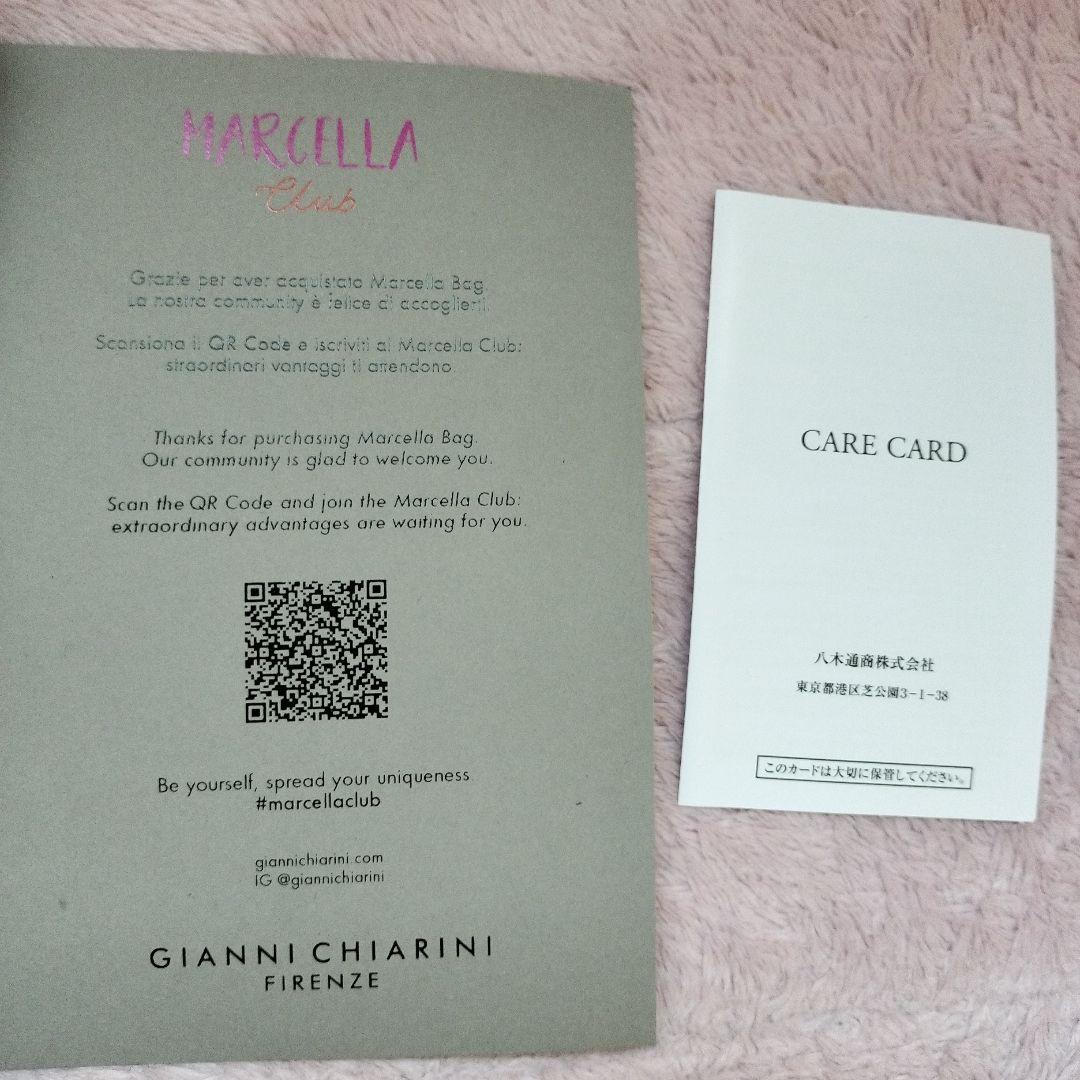 MARCELLA
Club
Grazie per aver acquistato Marcella Bag.
La nostra community è felice di accoglierti.
Scansiona il QR Code e iscriviti al Marcella Club:
straordinari vantaggi ti attendono.
Thanks for purchasing Marcella Bag.
Our community is glad to welcome you.
Scan the QR Code and join the Marcella Club:
extraordinary advantages are waiting for you.
Be yourself, spread your uniqueness
#marcellaclub
giannichiarini.com
IG @giannichiarini
GIANNI CHIARINI
FIRENZE
CARE CARD
八木通商株式会社
東京都港区芝公園3-1-38
このカードは大切に保管してください。